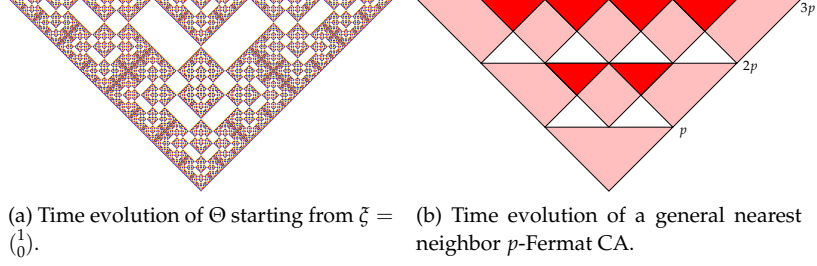 3p
2p
p
(a) Time evolution of Θ starting from ξ =
(1 0).
(b) Time evolution of a general nearest
neighbor p-Fermat CA.